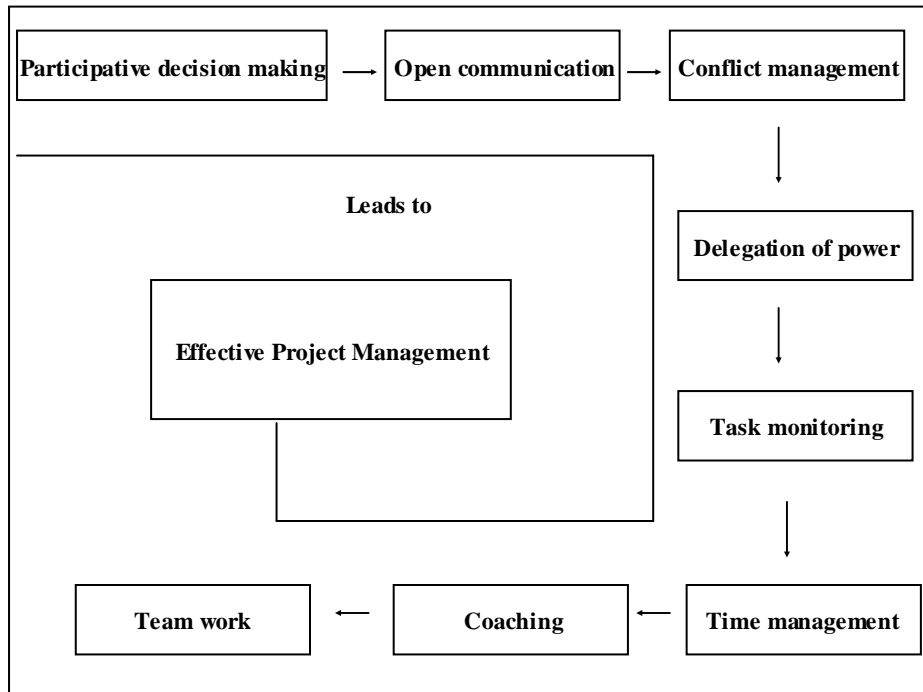 Participative decision making
Open communication
Conflict management
Leads to
Delegation of power
Effective Project Management
Task monitoring
Team work
Coaching
Time management